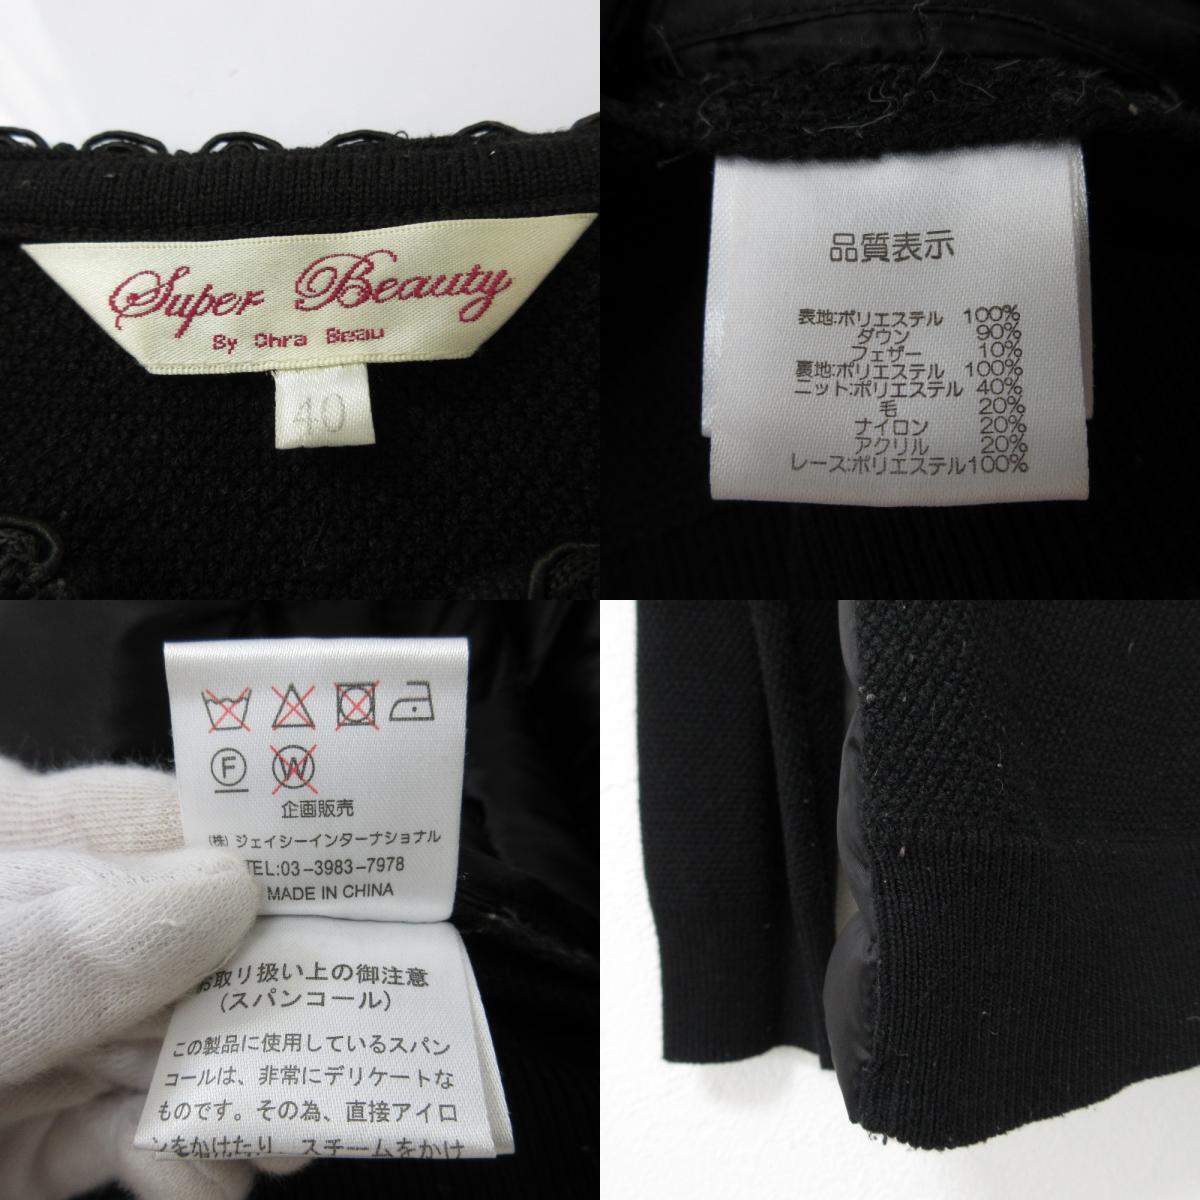 Super Beauty
By Chra Beau
40
品質表示
表地:ポリエステル 100%
ダウン 90%
フェザー 10%
裏地:ポリエステル 100%
ニット:ポリエステル 40%
毛 20%
ナイロン 20%
アクリル 20%
レース:ポリエステル100%
F
W
企画販売
(株) ジェイシーインターナショナル
TEL:03-3983-7978
MADE IN CHINA
お取り扱い上の御注意
(スパンコール)
この製品に使用しているスパン
コールは、非常にデリケートな
ものです。その為、直接アイロ
ンをかけたり、スチームをかけ